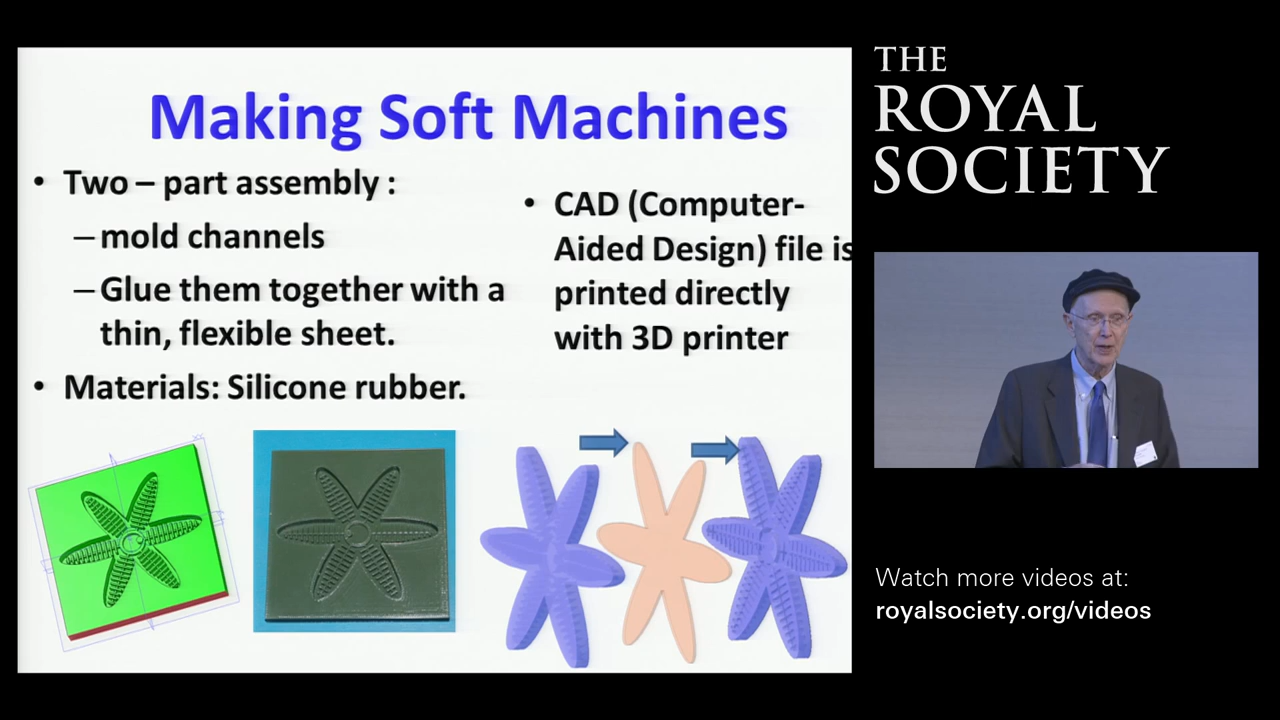 Making Soft Machines
• Two – part assembly :
– mold channels
– Glue them together with a
thin, flexible sheet.
• Materials: Silicone rubber.
• CAD (Computer-
Aided Design) file is
printed directly
with 3D printer
THE
ROYAL
SOCIETY
Watch more videos at:
royalsociety.org/videos